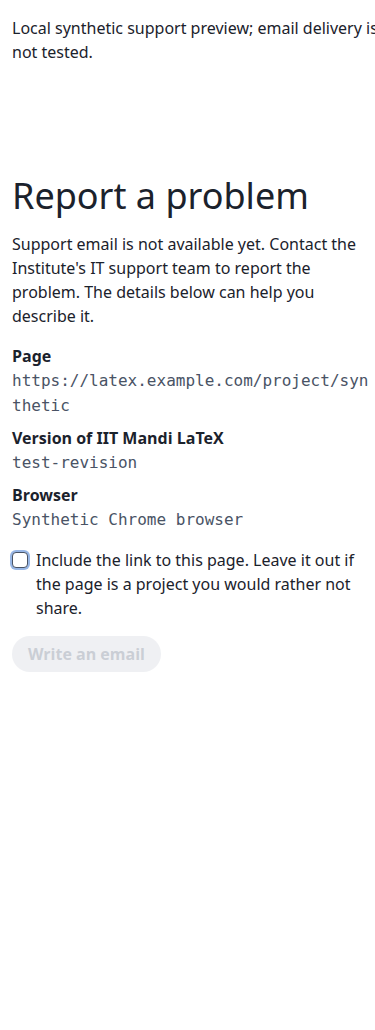 Local synthetic support preview; email delivery is
not tested.
Report a problem
Support email is not available yet. Contact the
Institute's IT support team to report the
problem. The details below can help you
describe it.
Page
https://latex.example.com/project/syn
thetic
Version of IIT Mandi LaTeX
test-revision
Browser
Synthetic Chrome browser
Include the link to this page. Leave it out if
the page is a project you would rather not
share.
Write an email